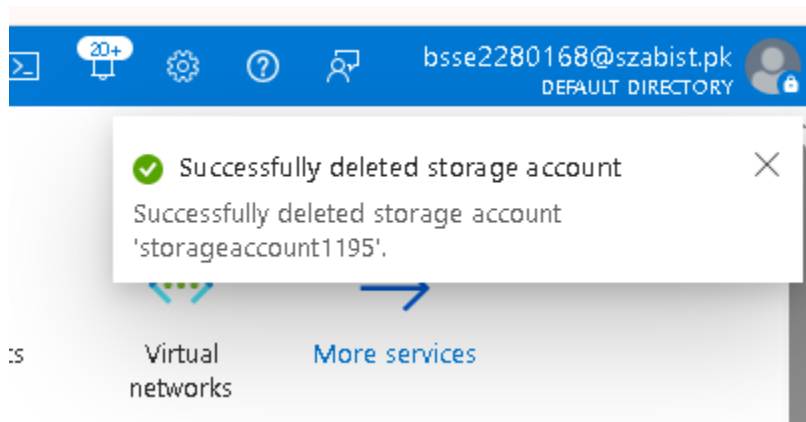 20+
bsse2280168@szabist.pk
DEFAULT DIRECTORY
Successfully deleted storage account
Successfully deleted storage account
'storageaccount1195'.
Virtual
networks
More services